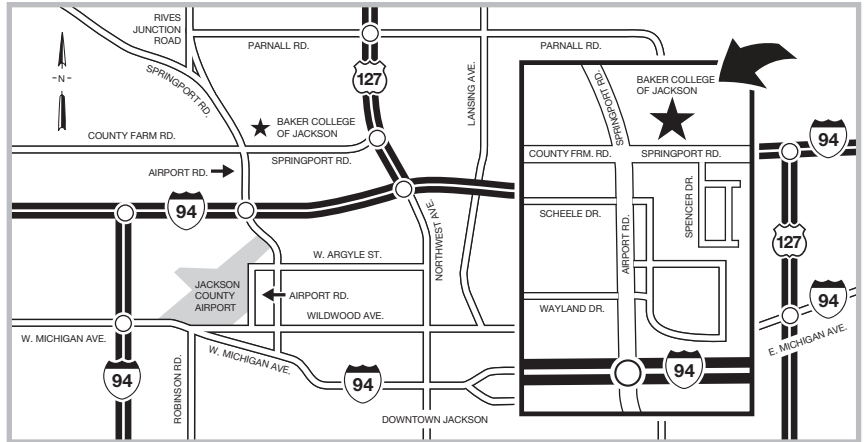 RIVES
JUNCTION
ROAD
PARNALL RD.
PARNALL RD.
-N-
SPRINGPORT RD.
127
LANSING AVE.
BAKER COLLEGE
OF JACKSON
COUNTY FARM RD.
SPRINGPORT RD.
AIRPORT RD.
94
NORTHWEST AVE.
W. ARGYLE ST.
JACKSON
COUNTY
AIRPORT
AIRPORT RD.
WILDWOOD AVE.
W. MICHIGAN AVE.
W. MICHIGAN AVE.
94
ROBINSON RD.
94
DOWNTOWN JACKSON
SPRINGPORT RD.
BAKER COLLEGE
OF JACKSON
COUNTY FRM. RD.
SPRINGPORT RD.
SPENCER DR.
SCHEELE DR.
AIRPORT RD.
WAYLAND DR.
94
94
127
94
E. MICHIGAN AVE.